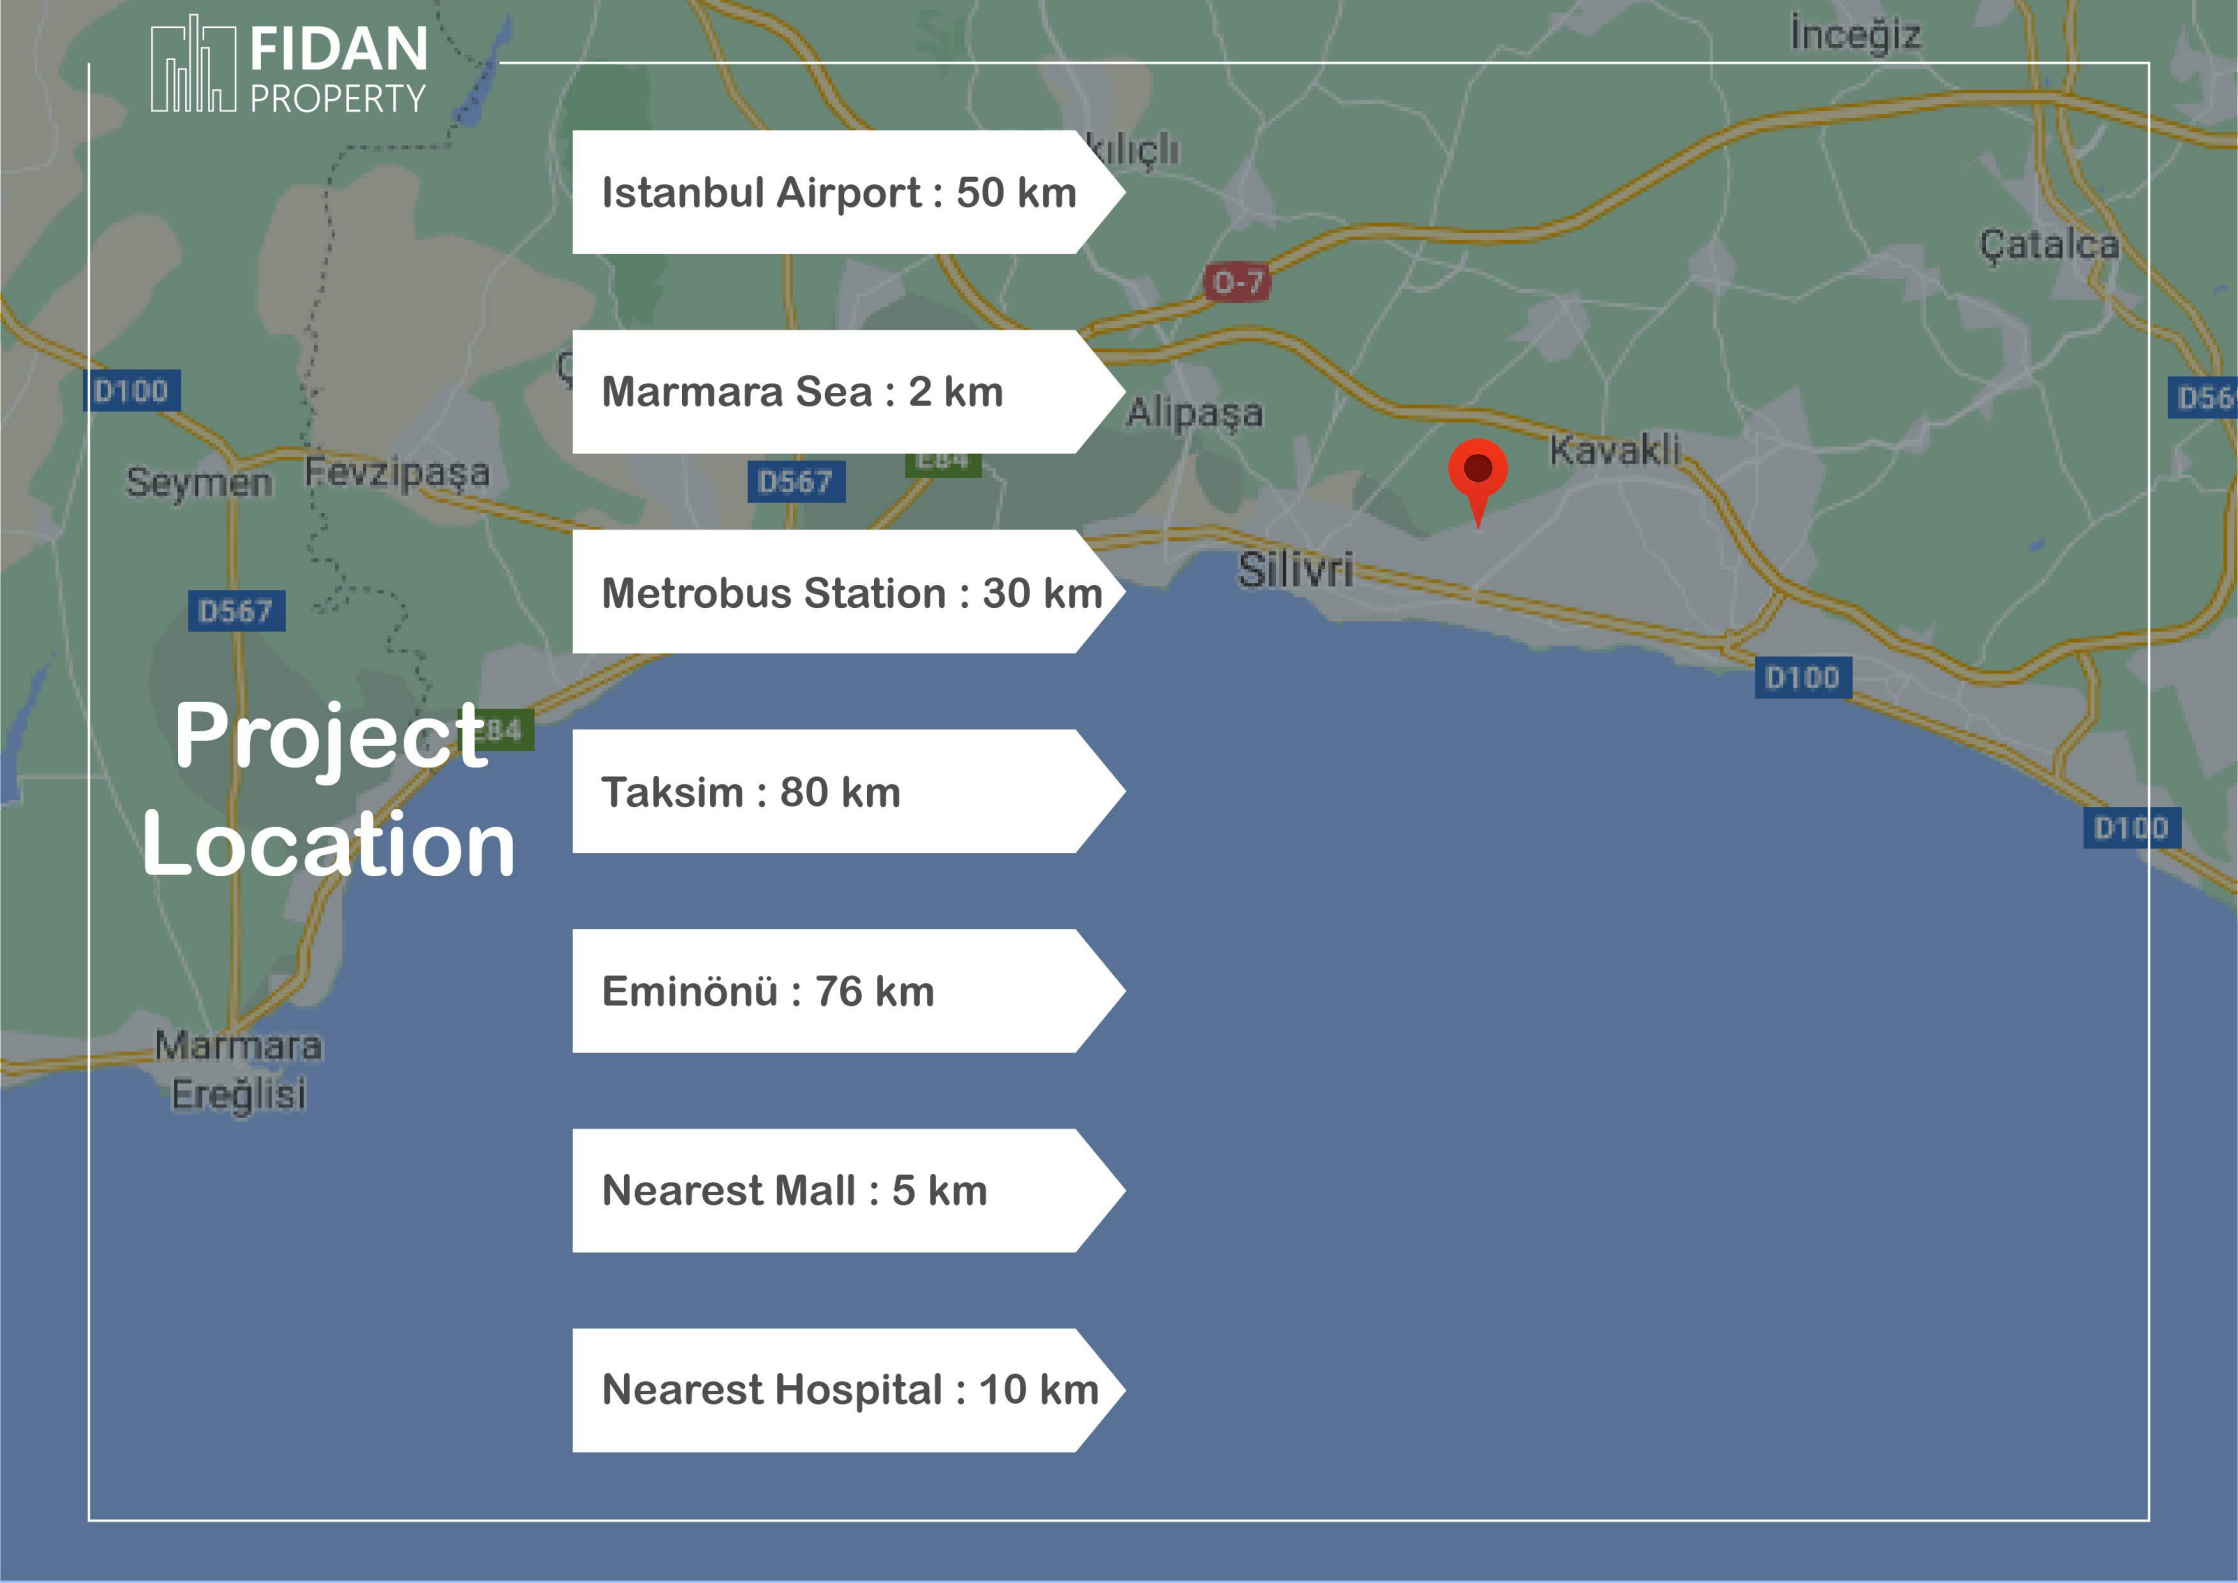 FIDAN
PROPERTY
İnceğiz
Istanbul Airport : 50 km
Çatalca
O-7
Marmara Sea : 2 km
D100
Alipaşa
Kavakli
Seymen
Fevzipaşa
D567
E84
Silivri
Metrobus Station : 30 km
D567
D100
Project
Location
E84
Taksim : 80 km
D100
Eminönü : 76 km
Marmara
Ereğlisi
Nearest Mall : 5 km
Nearest Hospital : 10 km